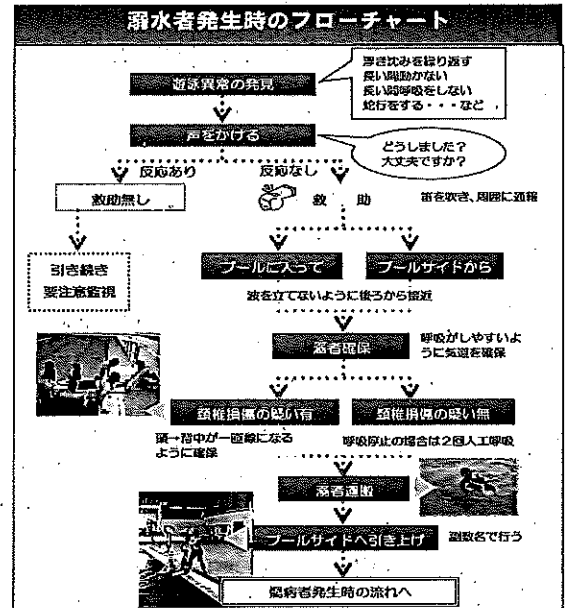 溺水者発生時のフローチャート
遊泳異常の発見
浮き沈みを繰り返す
長い間動かない
長い間呼吸をしない
蛇行をする・・・など
声をかける
どうしました？
大丈夫ですか？
反応あり
反応なし
救助無し
救　助
笛を吹き、周囲に通報
引き続き
要注意監視
プールに入って
プールサイドから
波を立てないように後ろから接近
溺者確保
呼吸がしやすいよ
うに気道を確保
頚椎損傷の疑い有
頚椎損傷の疑い無
頭→背中が一直線になる
ように確保
呼吸停止の場合は２回人工呼吸
溺者運搬
プールサイドへ引き上げ
複数名で行う
傷病者発生時の流れへ